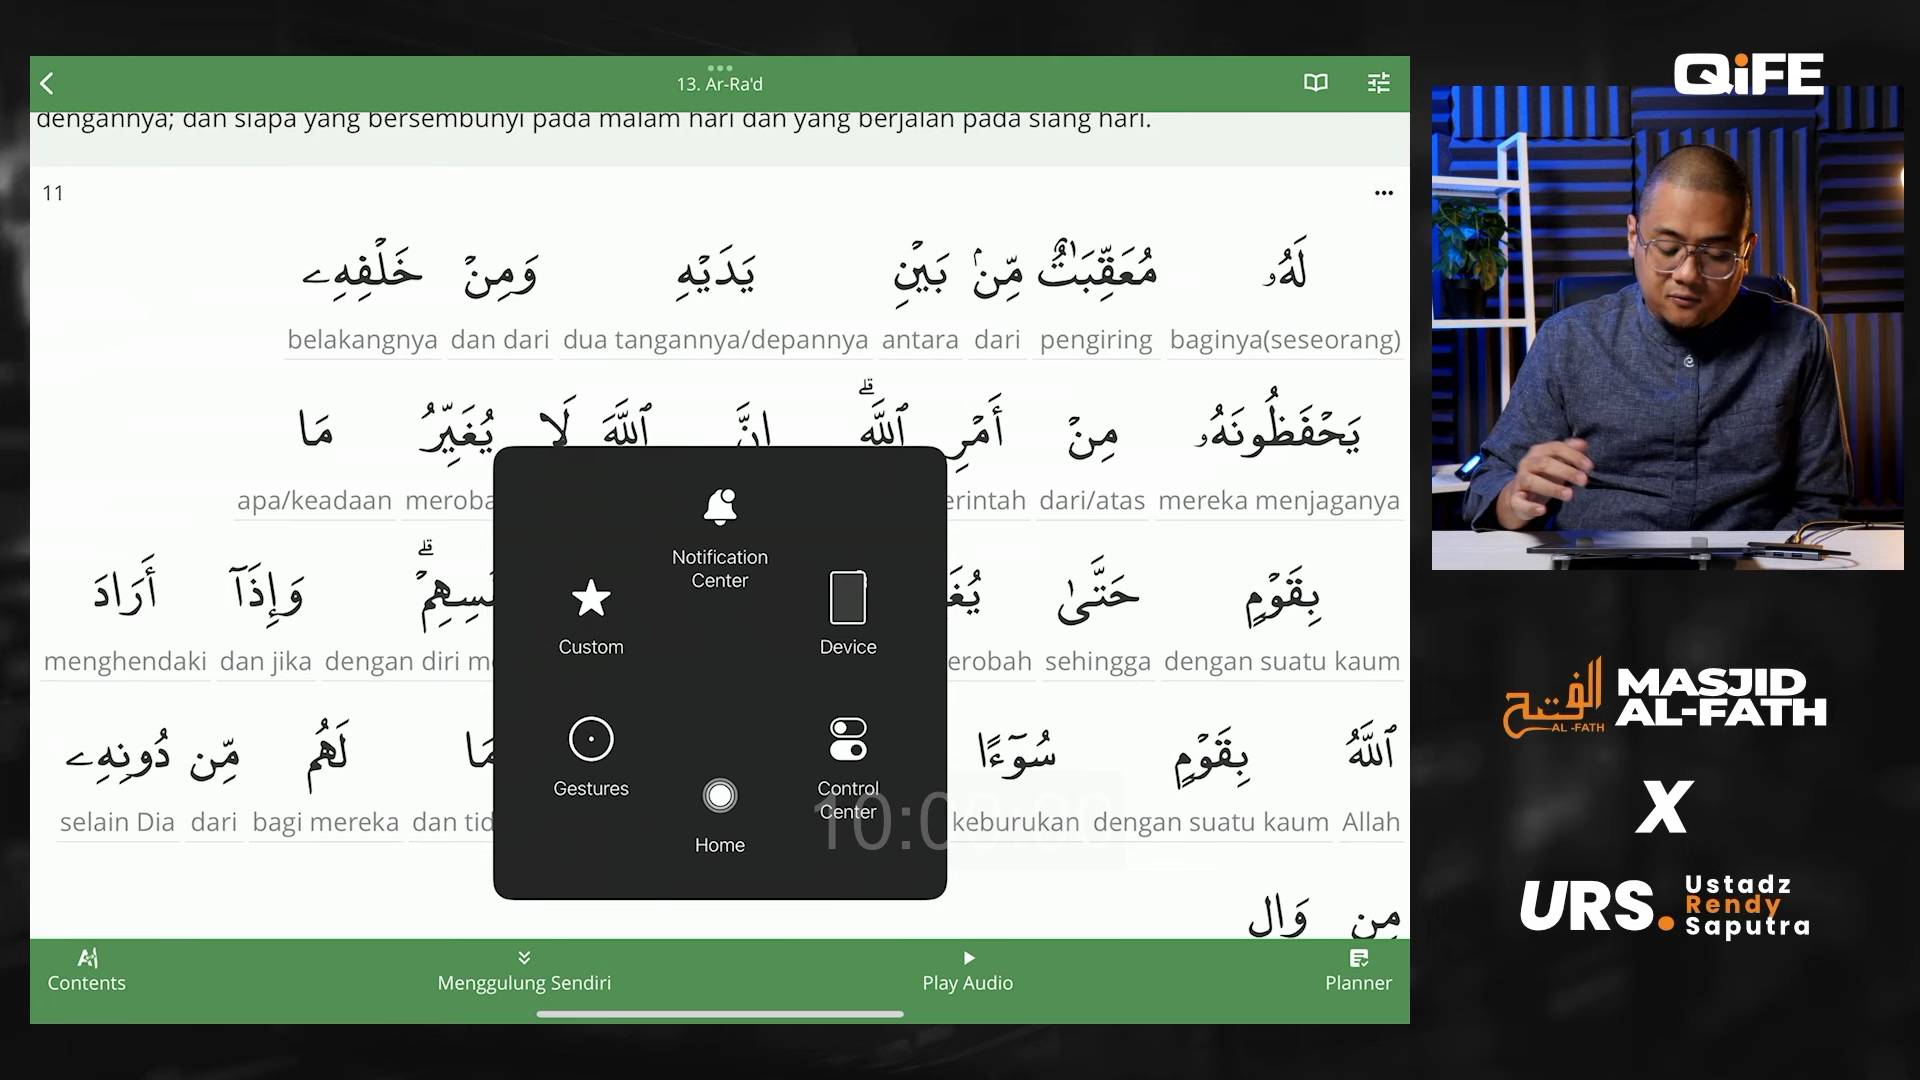 13. Ar-Ra'd
dengannya; dan siapa yang bersembunyi pada malam hari dan yang berjalan pada siang hari.
11
لَهُۥ مُعَقِّبَٰتٌ مِّنۢ بَيْنِ يَدَيْهِ وَمِنْ خَلْفِهِۦ
belakangnya dan dari dua tangannya/depannya antara dari pengiring baginya(seseorang)
يَحْفَظُونَهُۥ مِنْ أَمْرِ ٱللَّهِ ۗ إِنَّ ٱللَّهَ لَا يُغَيِّرُ مَا
apa/keadaan meroba erintah dari/atas mereka menjaganya
بِقَوْمٍ حَتَّىٰ يُغَ نفُسِهِمْ ۗ وَإِذَآ أَرَادَ
menghendaki dan jika dengan diri m erobah sehingga dengan suatu kaum
ٱللَّهُ بِقَوْمٍ سُوٓءًا مَا لَهُم مِّن دُونِهِۦ
selain Dia dari bagi mereka dan tid keburukan dengan suatu kaum Allah
مِن وَالٍ
Notification
Center
Custom
Device
Gestures
Control
Center
Home
10:00:00
Contents
Menggulung Sendiri
Play Audio
Planner
QiFE
الفتح
AL -FATH
MASJID
AL-FATH
X
URS.
Ustadz
Rendy
Saputra